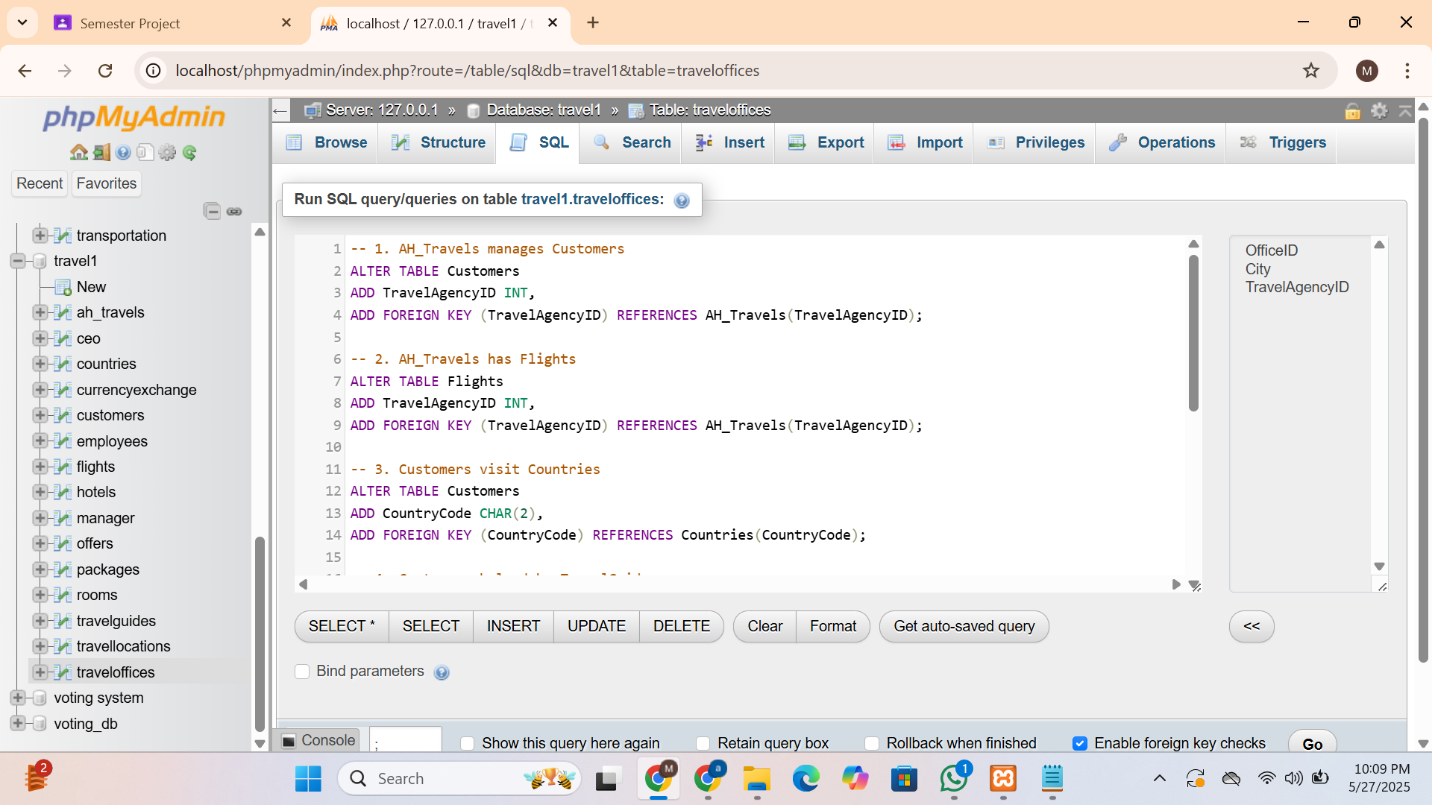 Semester Project
localhost / 127.0.0.1 / travel1 / t
localhost/phpmyadmin/index.php?route=/table/sql&db=travel1&table=traveloffices
M
phpMyAdmin
Recent
Favorites
transportation
travel1
New
ah_travels
ceo
countries
currencyexchange
customers
employees
flights
hotels
manager
offers
packages
rooms
travelguides
travellocations
traveloffices
voting system
voting_db
Server: 127.0.0.1 » Database: travel1 » Table: traveloffices
Browse
Structure
SQL
Search
Insert
Export
Import
Privileges
Operations
Triggers
Run SQL query/queries on table travel1.traveloffices:
1 -- 1. AH_Travels manages Customers
2 ALTER TABLE Customers
3 ADD TravelAgencyID INT,
4 ADD FOREIGN KEY (TravelAgencyID) REFERENCES AH_Travels(TravelAgencyID);
5
6 -- 2. AH_Travels has Flights
7 ALTER TABLE Flights
8 ADD TravelAgencyID INT,
9 ADD FOREIGN KEY (TravelAgencyID) REFERENCES AH_Travels(TravelAgencyID);
10
11 -- 3. Customers visit Countries
12 ALTER TABLE Customers
13 ADD CountryCode CHAR(2),
14 ADD FOREIGN KEY (CountryCode) REFERENCES Countries(CountryCode);
15
OfficeID
City
TravelAgencyID
SELECT *
SELECT
INSERT
UPDATE
DELETE
Clear
Format
Get auto-saved query
<<
Bind parameters
Console
;
Show this query here again
Retain query box
Rollback when finished
Enable foreign key checks
Go
2
Search
M
a
1
10:09 PM
5/27/2025